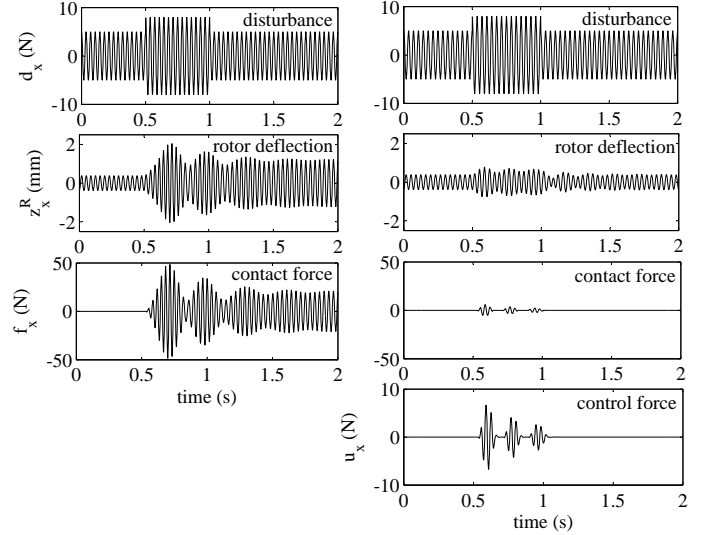 10
0
-10
d_x (N)
disturbance
0 0.5 1 1.5 2
2
0
-2
z_x^R (mm)
rotor deflection
0 0.5 1 1.5 2
50
0
-50
f_x (N)
contact force
0 0.5 1 1.5 2
time (s)
10
0
-10
disturbance
0 0.5 1 1.5 2
2
0
-2
rotor deflection
0 0.5 1 1.5 2
50
0
-50
contact force
0 0.5 1 1.5 2
10
0
-10
u_x (N)
control force
0 0.5 1 1.5 2
time (s)